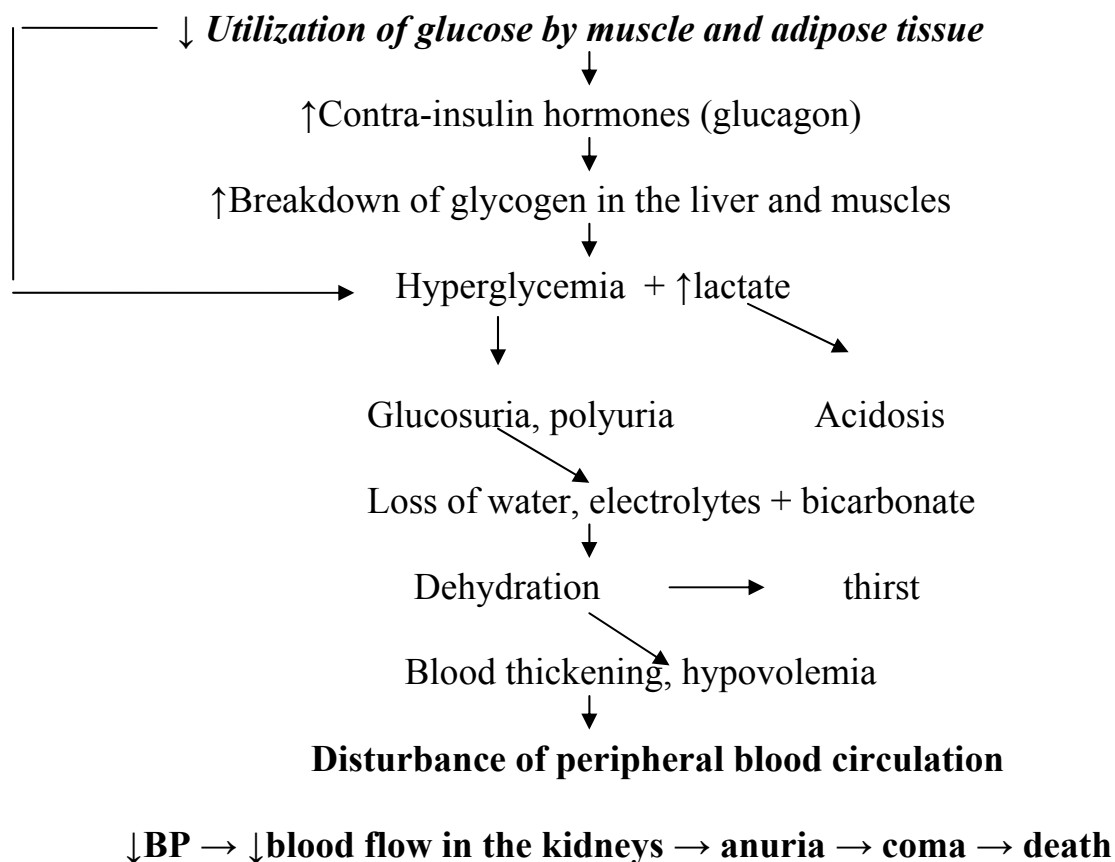 ↓ Utilization of glucose by muscle and adipose tissue
↑Contra-insulin hormones (glucagon)
↑Breakdown of glycogen in the liver and muscles
Hyperglycemia + ↑lactate
Glucosuria, polyuria Acidosis
Loss of water, electrolytes + bicarbonate
Dehydration → thirst
Blood thickening, hypovolemia
Disturbance of peripheral blood circulation
↓BP → ↓blood flow in the kidneys → anuria → coma → death